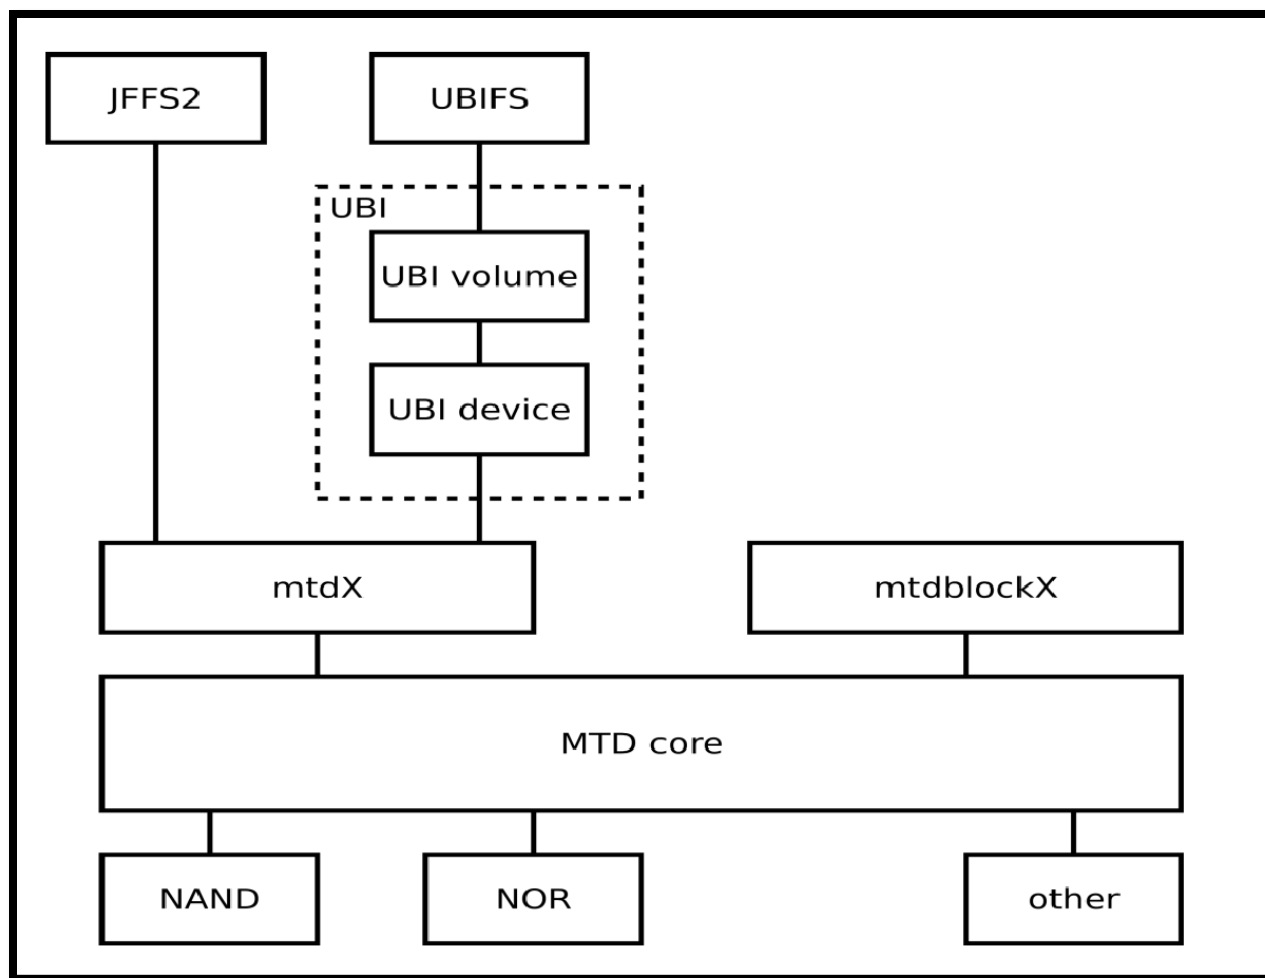 JFFS2
UBIFS
UBI
UBI volume
UBI device
mtdX
mtdblockX
MTD core
NAND
NOR
other